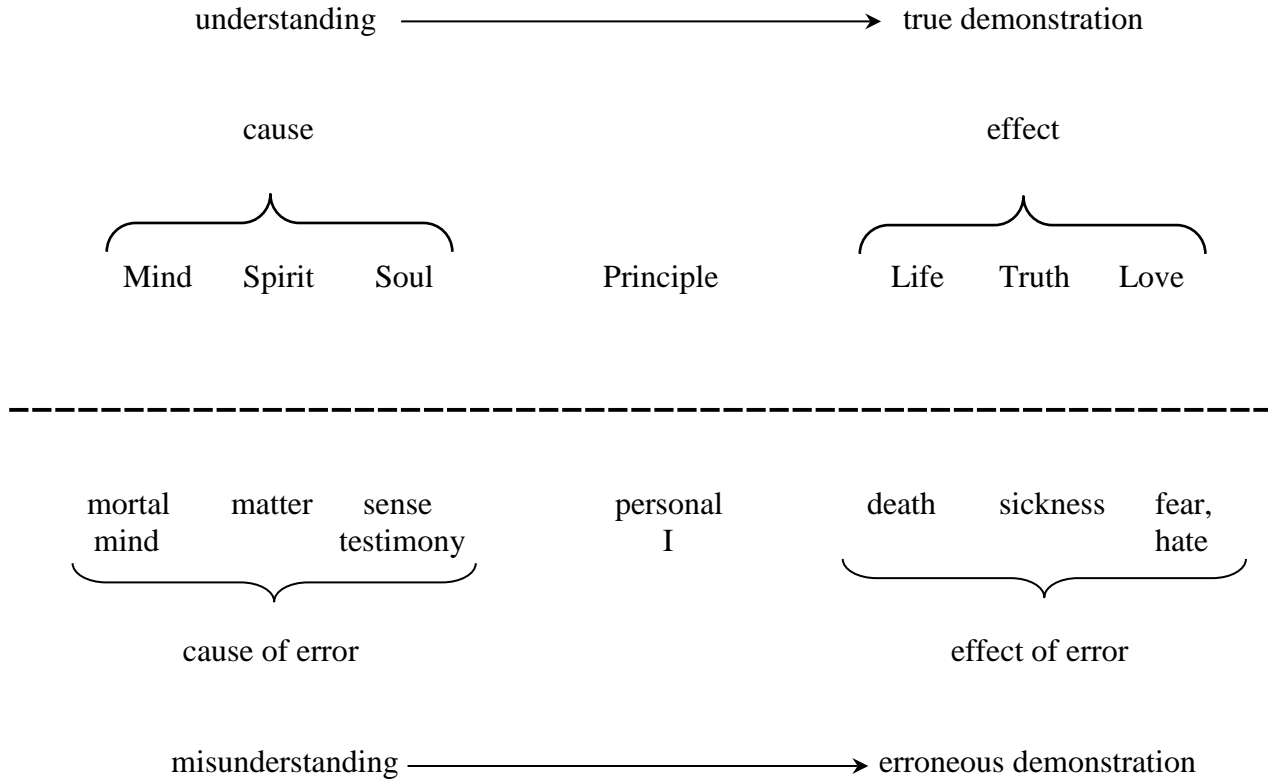 understanding true demonstration
cause effect
Mind Spirit Soul Principle Life Truth Love
mortal matter sense personal death sickness fear,
mind testimony I hate
cause of error effect of error
misunderstanding erroneous demonstration